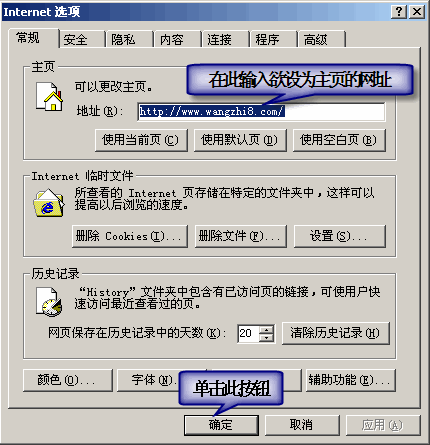 Internet 选项
常规 安全 隐私 内容 连接 程序 高级
主页
可以更改主页。
在此输入欲设为主页的网址
地址(R): http://www.wangzhi8.com/
使用当前页(C) 使用默认页(D) 使用空白页(B)
Internet 临时文件
所查看的 Internet 页存储在特定的文件夹中，这样可以
提高以后浏览的速度。
删除 Cookies(I)... 删除文件(F)... 设置(S)...
历史记录
“History”文件夹中包含有已访问页的链接，可使用户快
速访问最近查看过的页。
网页保存在历史记录中的天数(K): 20 清除历史记录(H)
颜色(O)... 字体(N)... 辅助功能(E)...
单击此按钮
确定 取消 应用(A)